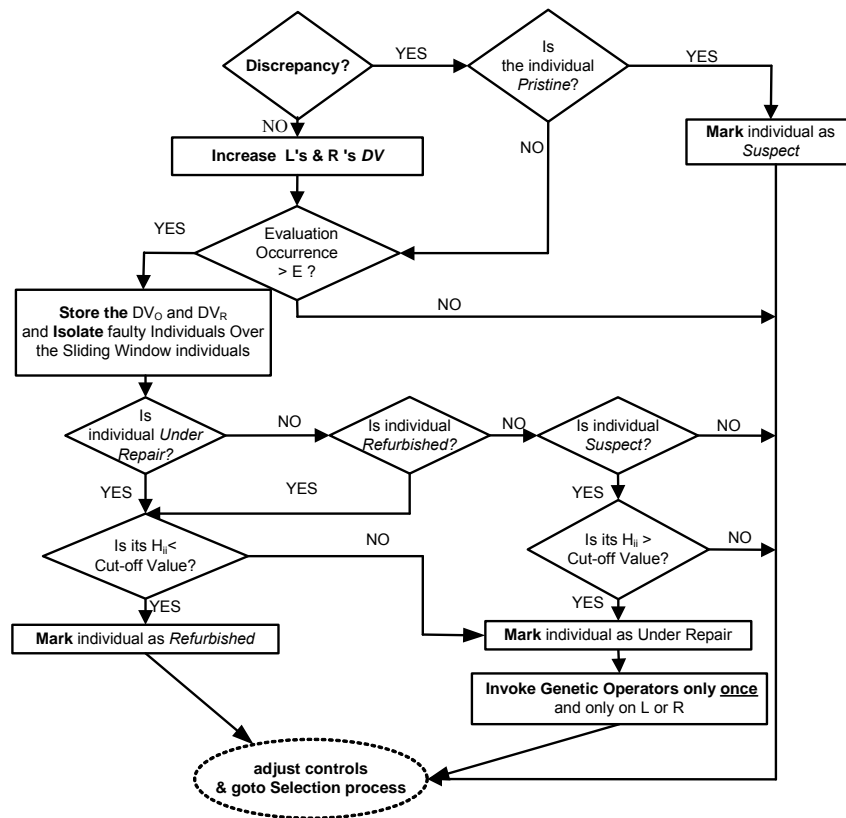 Discrepancy?
YES
Is
the individual
Pristine?
YES
NO
Increase L's & R 's DV
NO
Mark individual as
Suspect
YES
Evaluation
Occurrence
> E ?
NO
Store the DVO and DVR
and Isolate faulty Individuals Over
the Sliding Window individuals
Is
individual Under
Repair?
NO
Is individual
Refurbished?
NO
Is individual
Suspect?
NO
YES
YES
YES
Is its Hii<
Cut-off Value?
NO
Is its Hii >
Cut-off Value?
NO
YES
YES
Mark individual as Refurbished
Mark individual as Under Repair
Invoke Genetic Operators only once
and only on L or R
adjust controls
& goto Selection process